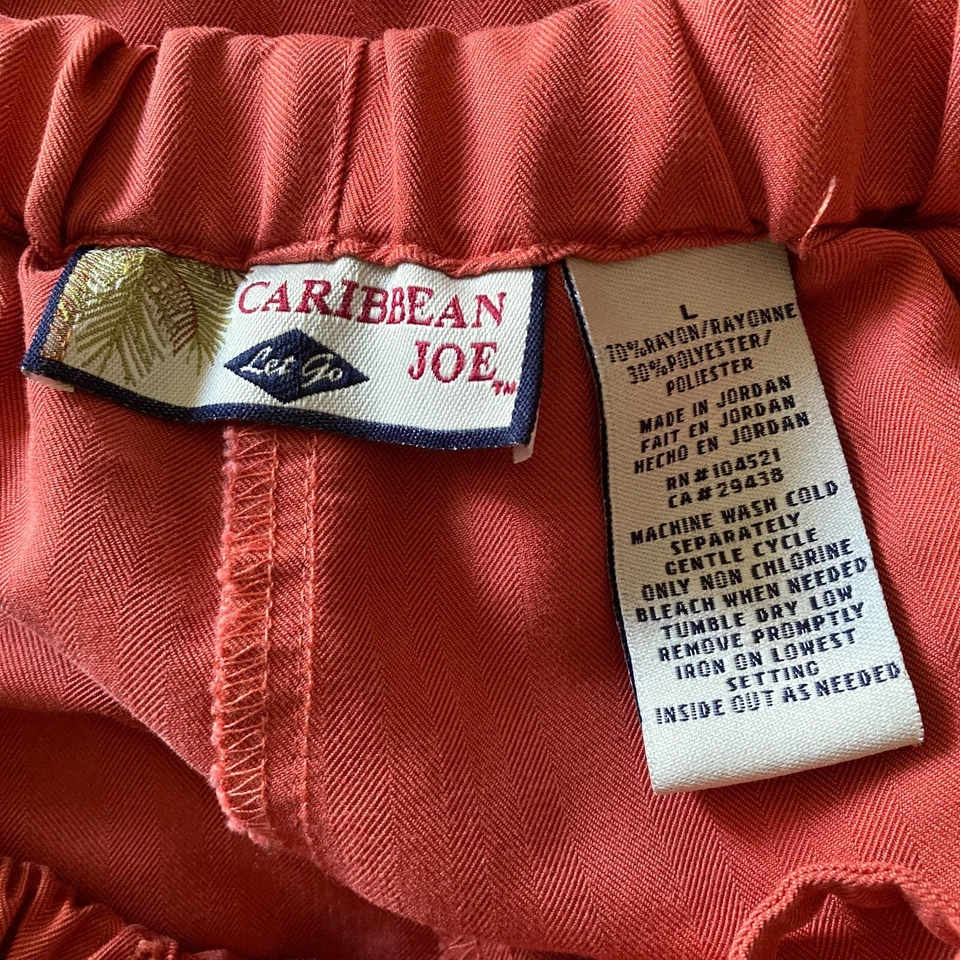 CARIBBEAN
JOE
TM
Let Go
L
70%RAYON/RAYONNE
30%POLYESTER/
POLIESTER
MADE IN JORDAN
FAIT EN JORDAN
HECHO EN JORDAN
RN#104521
CA#29438
MACHINE WASH COLD
SEPARATELY
GENTLE CYCLE
ONLY NON CHLORINE
BLEACH WHEN NEEDED
TUMBLE DRY LOW
REMOVE PROMPTLY
IRON ON LOWEST
SETTING
INSIDE OUT AS NEEDED